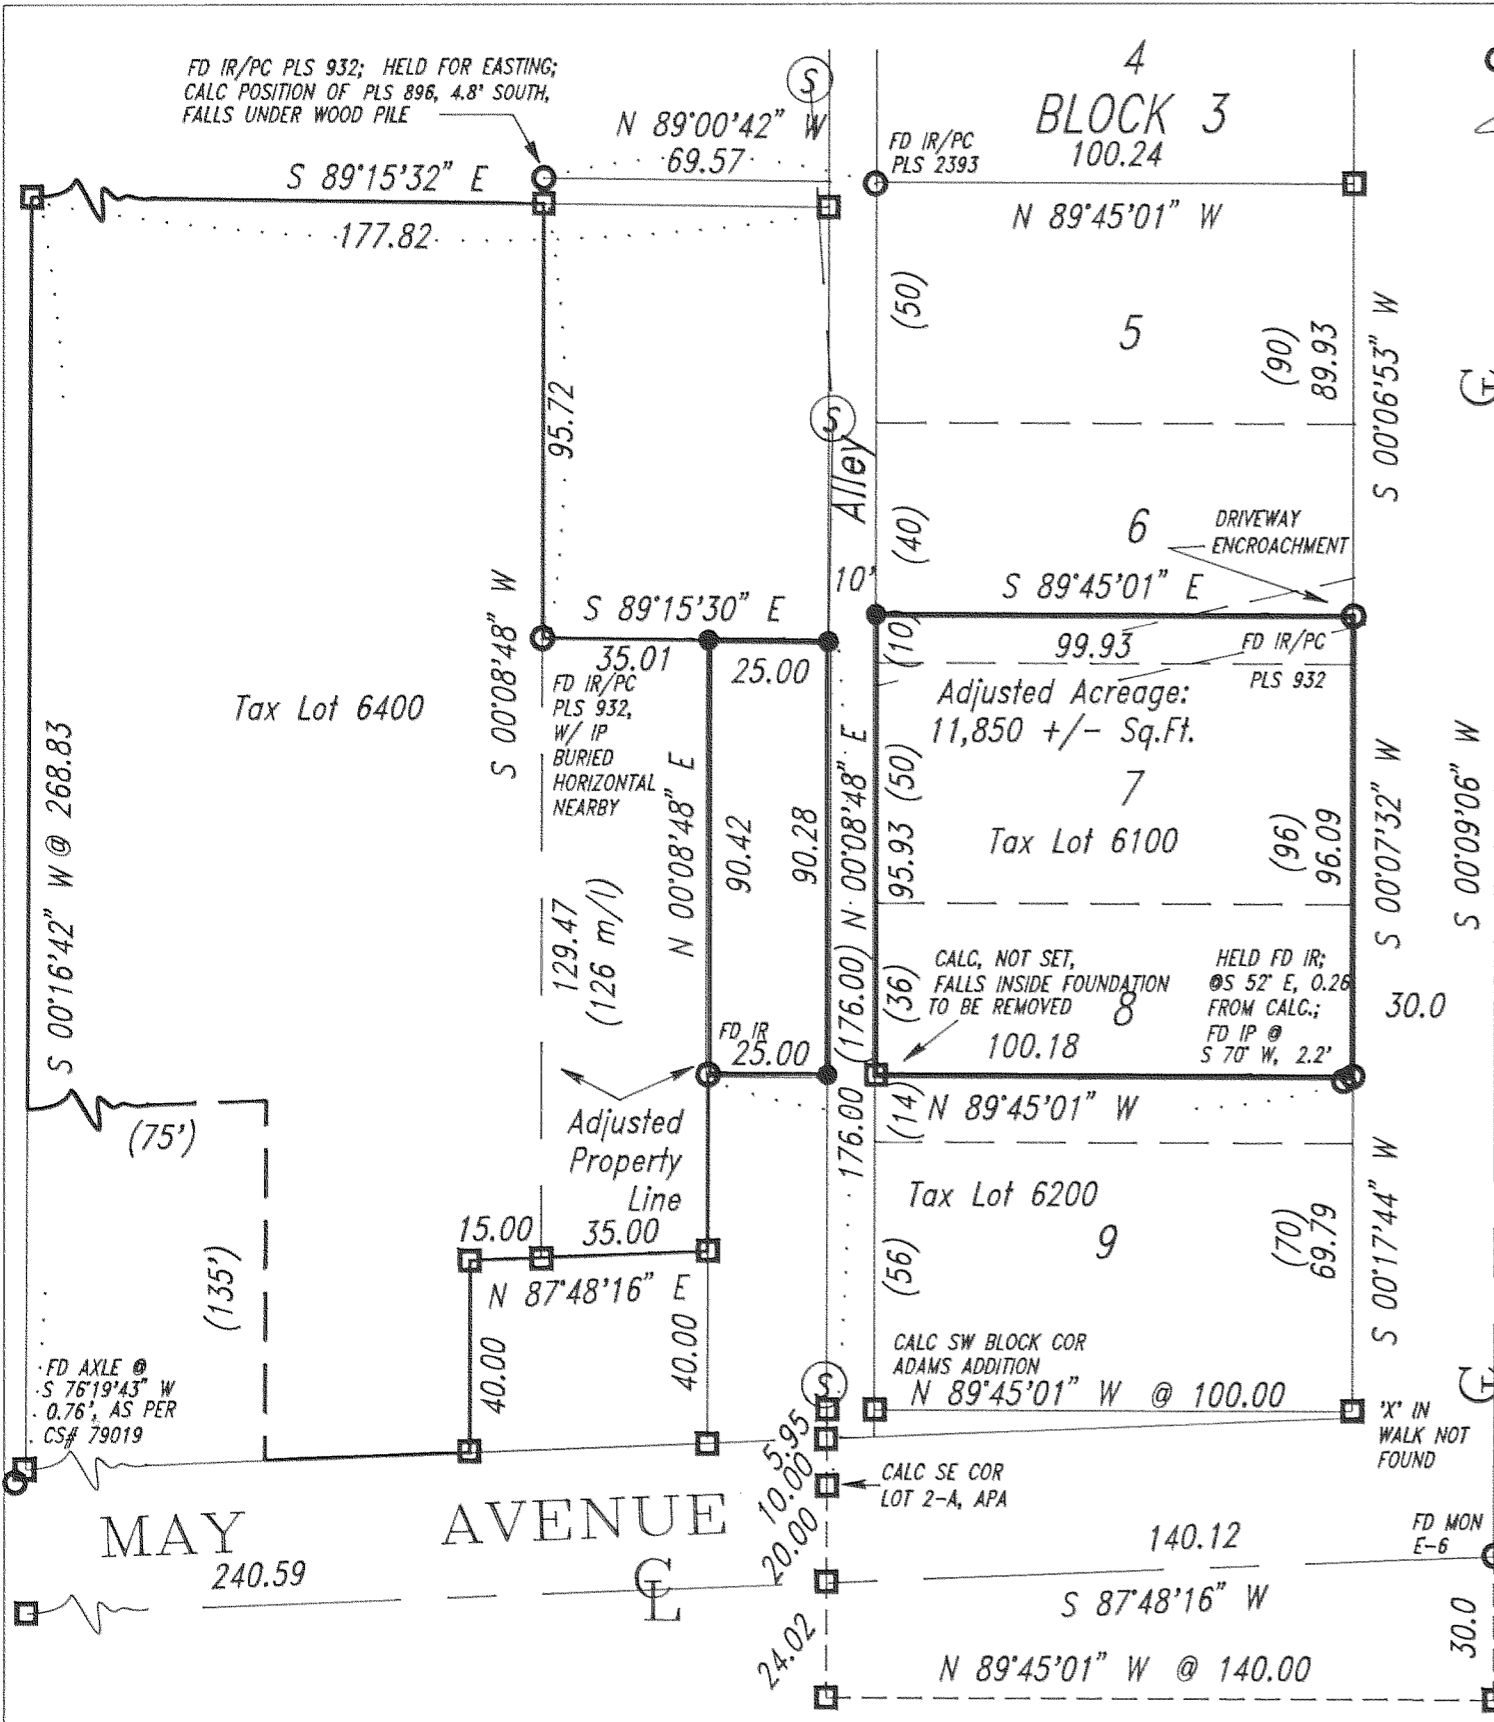 FD IR/PC PLS 932; HELD FOR EASTING;
CALC POSITION OF PLS 896, 4.8' SOUTH,
FALLS UNDER WOOD PILE
S
N 89°00'42" W
69.57
4
BLOCK 3
100.24
FD IR/PC
PLS 2393
S 89°15'32" E
177.82
N 89°45'01" W
(50)
5
(90)
89.93
S 00°06'53" W
95.72
S
Alley
10'
(40)
6
DRIVEWAY
ENCROACHMENT
S 89°45'01" E
99.93
(10)
FD IR/PC
PLS 932
S 00°08'48" W
S 89°15'30" E
35.01
25.00
FD IR/PC
PLS 932,
W/ IP
BURIED
HORIZONTAL
NEARBY
Tax Lot 6400
S 00°16'42" W @ 268.83
Adjusted Acreage:
11,850 +/- Sq.Ft.
7
Tax Lot 6100
(50)
95.93
N 00°08'48" E
N 00°08'48" E
90.42
90.28
(96)
96.09
S 00°07'32" W
S 00°09'06" W
129.47
(126 m/l)
(176.00)
176.00
(36)
CALC, NOT SET,
FALLS INSIDE FOUNDATION
TO BE REMOVED
8
100.18
HELD FD IR;
@S 52° E, 0.26
FROM CALC.;
FD IP @
S 70° W, 2.2'
30.0
FD IR
25.00
(14)
N 89°45'01" W
(75')
Adjusted
Property
Line
15.00
35.00
N 87°48'16" E
(135')
40.00
40.00
Tax Lot 6200
9
(56)
(70)
69.79
S 00°17'44" W
FD AXLE @
S 76°19'43" W
0.76', AS PER
CS# 79019
S
CALC SW BLOCK COR
ADAMS ADDITION
N 89°45'01" W @ 100.00
'X' IN
WALK NOT
FOUND
5.95
10.00
20.00
24.02
CALC SE COR
LOT 2-A, APA
MAY AVENUE
CL
240.59
140.12
FD MON
E-6
S 87°48'16" W
30.0
N 89°45'01" W @ 140.00